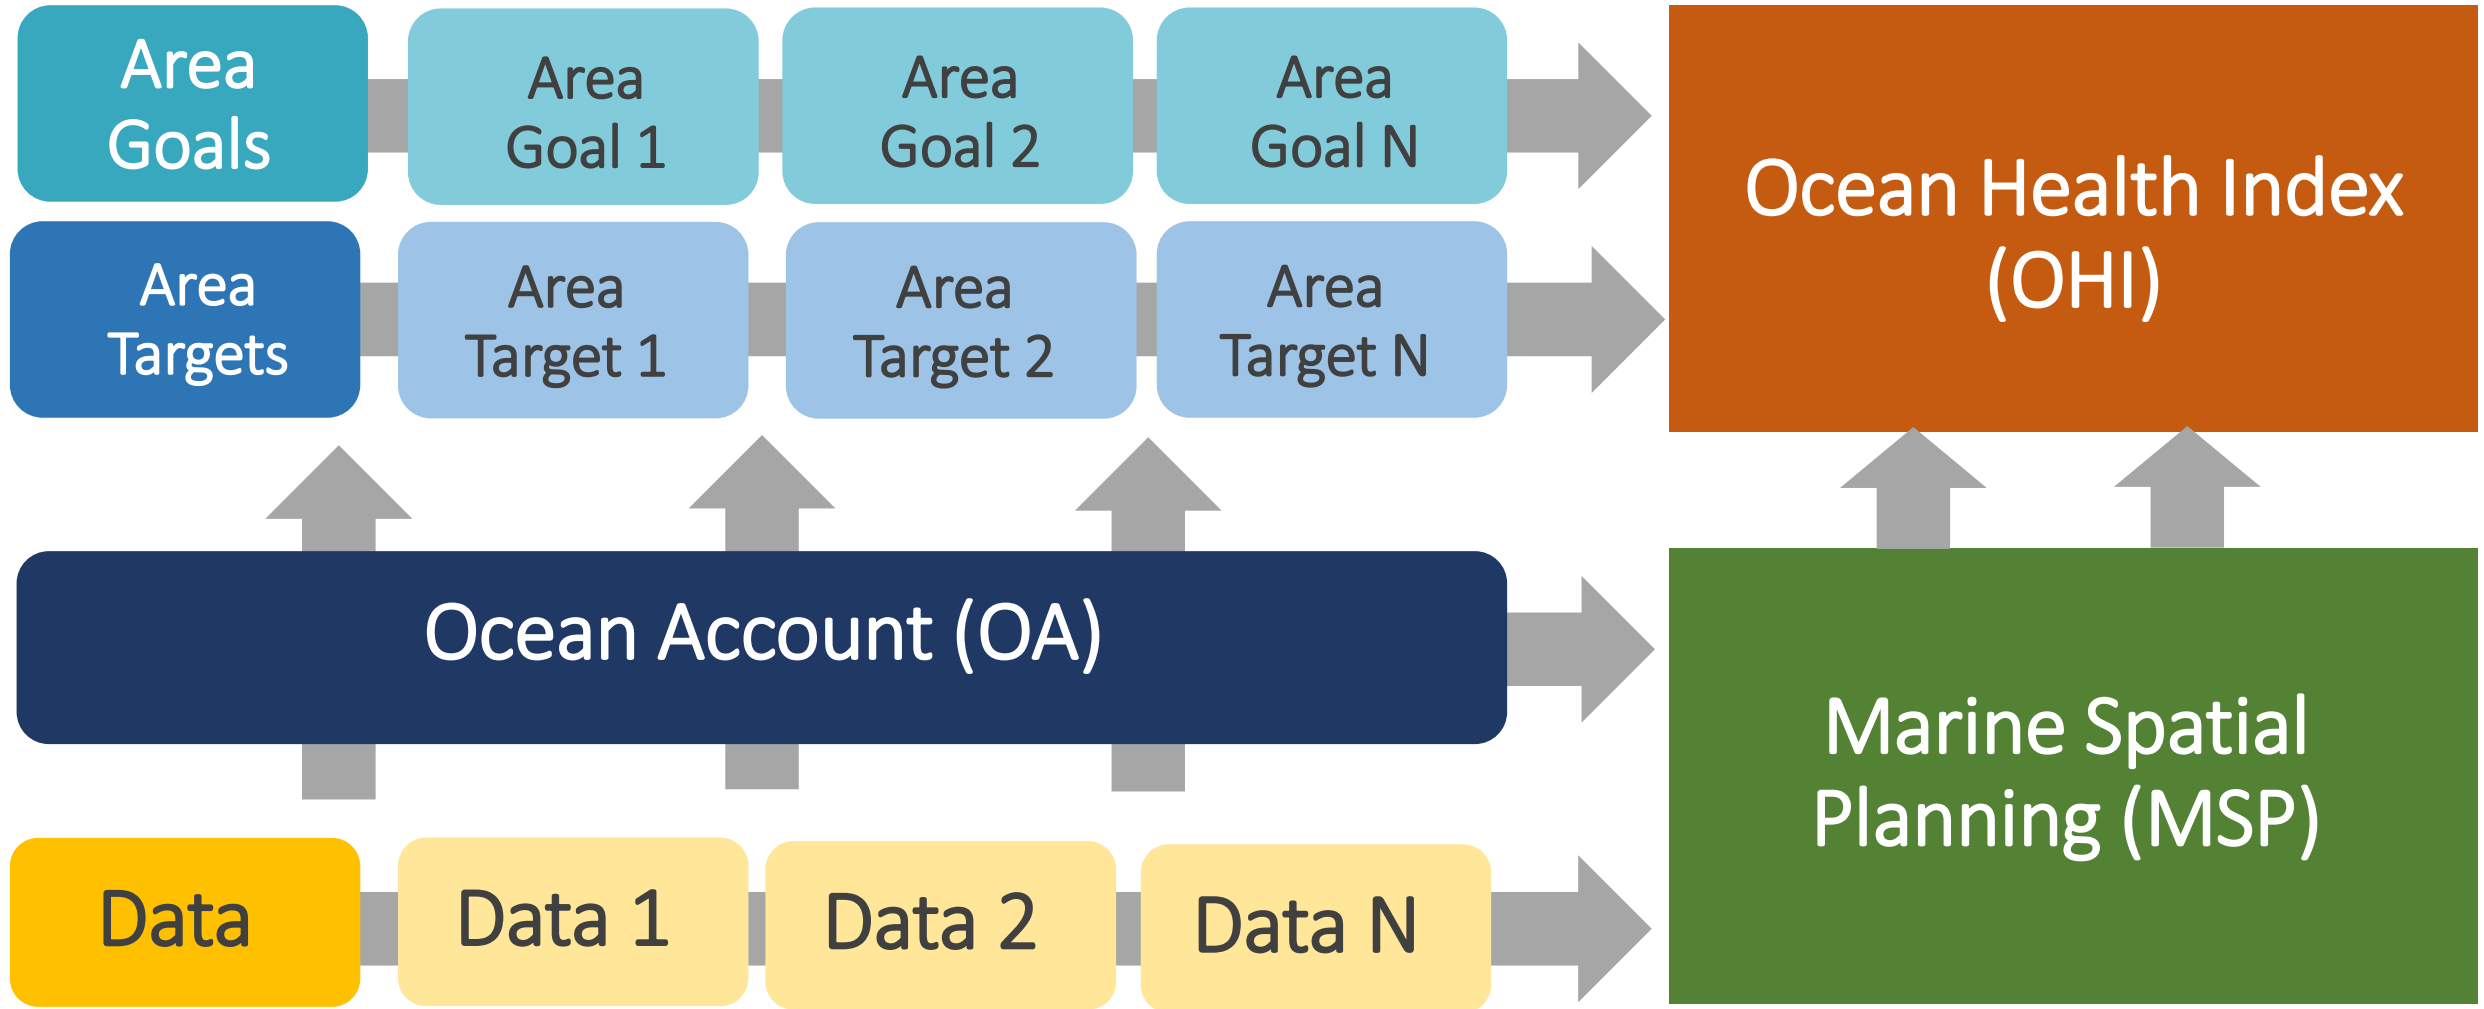 Area
Goals
Area
Goal 1
Area
Goal 2
Area
Goal N
Area
Targets
Area
Target 1
Area
Target 2
Area
Target N
Ocean Health Index
(OHI)
Ocean Account (OA)
Marine Spatial
Planning (MSP)
Data
Data 1
Data 2
Data N